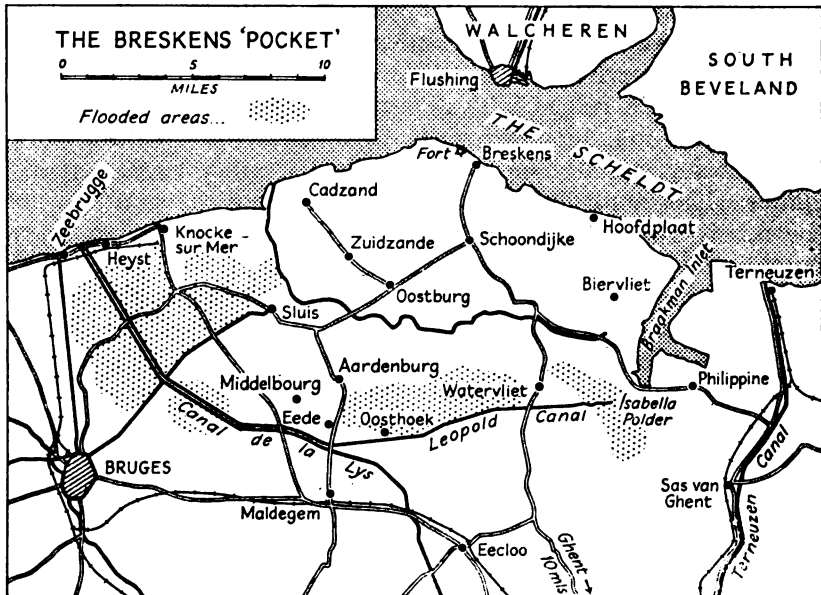 THE BRESKENS 'POCKET'
0 5 10
MILES
Flooded areas...
WALCHEREN
Flushing
SOUTH
BEVELAND
THE SCHELDT
Fort
Breskens
Cadzand
Zeebrugge
Knocke
sur Mer
Heyst
Zuidzande
Schoondijke
Hoofdplaat
Braakman Inlet
Terneuzen
Biervliet
Oostburg
Sluis
Aardenburg
Middelbourg
Watervliet
Philippine
Isabella
Polder
Eede
Oosthoek
Leopold Canal
Canal de la Lys
BRUGES
Maldegem
Sas van
Ghent
Terneuzen Canal
Eecloo
Ghent →
10 mls